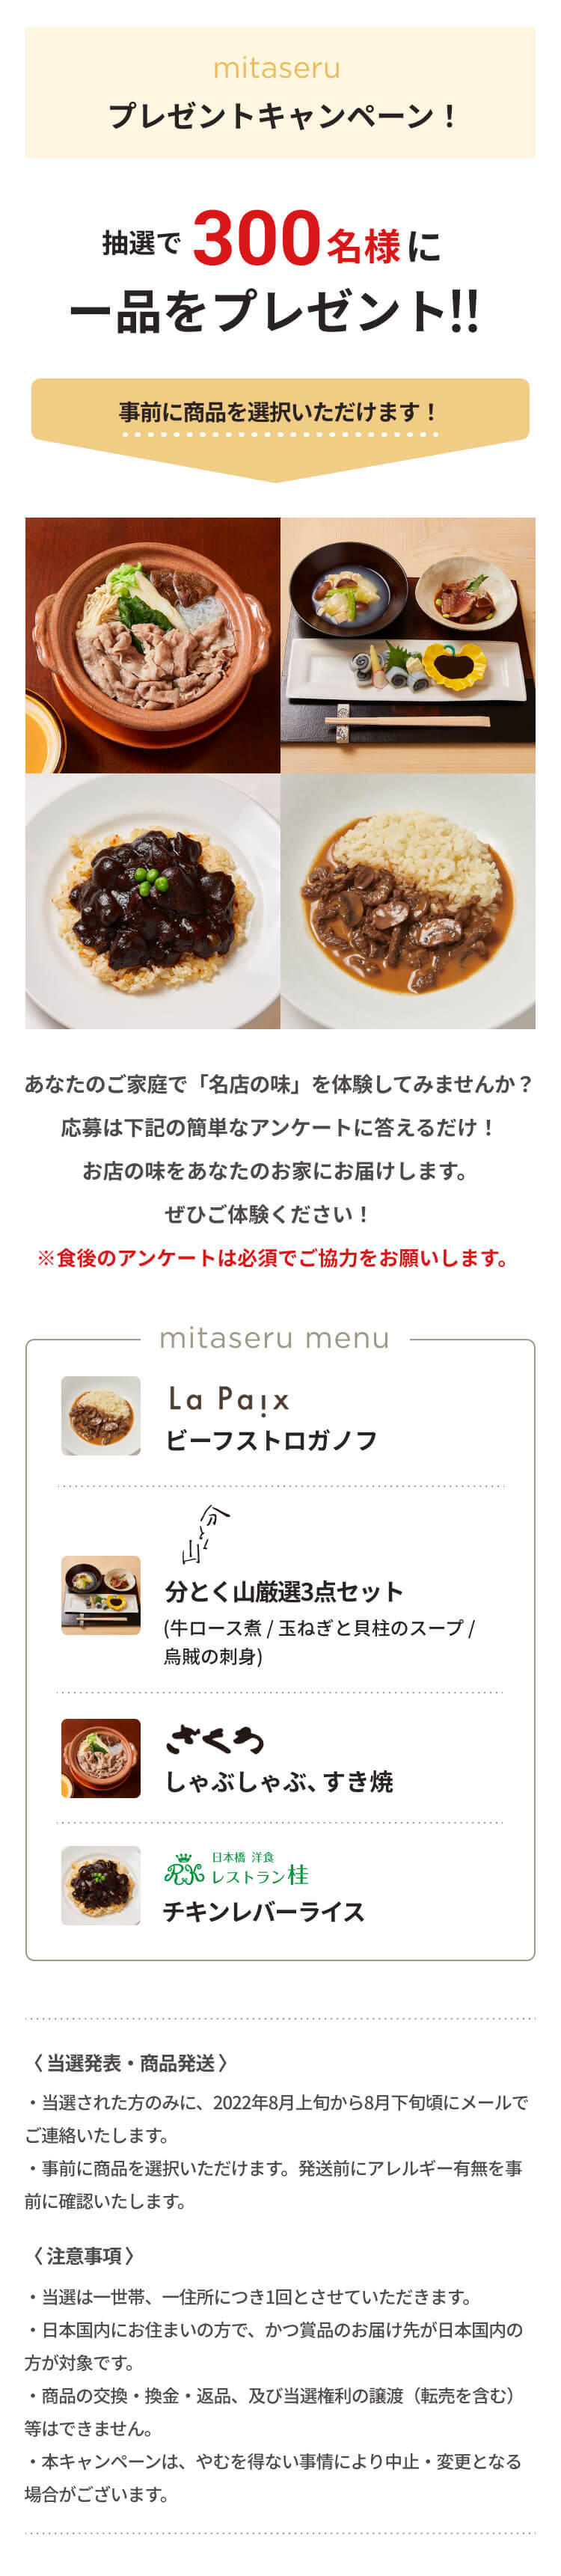 mitaseru
プレゼントキャンペーン！
抽選で300名様に
一品をプレゼント!!
事前に商品を選択いただけます！
あなたのご家庭で「名店の味」を体験してみませんか？
応募は下記の簡単なアンケートに答えるだけ！
お店の味をあなたのお家にお届けします。
ぜひご体験ください！
※食後のアンケートは必須でご協力をお願いします。
mitaseru menu
La Paix
ビーフストロガノフ
分とく山
分とく山厳選3点セット
(牛ロース煮 / 玉ねぎと貝柱のスープ /
烏賊の刺身)
ざくろ
しゃぶしゃぶ、すき焼
日本橋 洋食
レストラン桂
チキンレバーライス
〈 当選発表・商品発送 〉
・当選された方のみに、2022年8月上旬から8月下旬頃にメールで
ご連絡いたします。
・事前に商品を選択いただけます。発送前にアレルギー有無を事
前に確認いたします。
〈 注意事項 〉
・当選は一世帯、一住所につき1回とさせていただきます。
・日本国内にお住まいの方で、かつ賞品のお届け先が日本国内の
方が対象です。
・商品の交換・換金・返品、及び当選権利の譲渡（転売を含む）
等はできません。
・本キャンペーンは、やむを得ない事情により中止・変更となる
場合がございます。